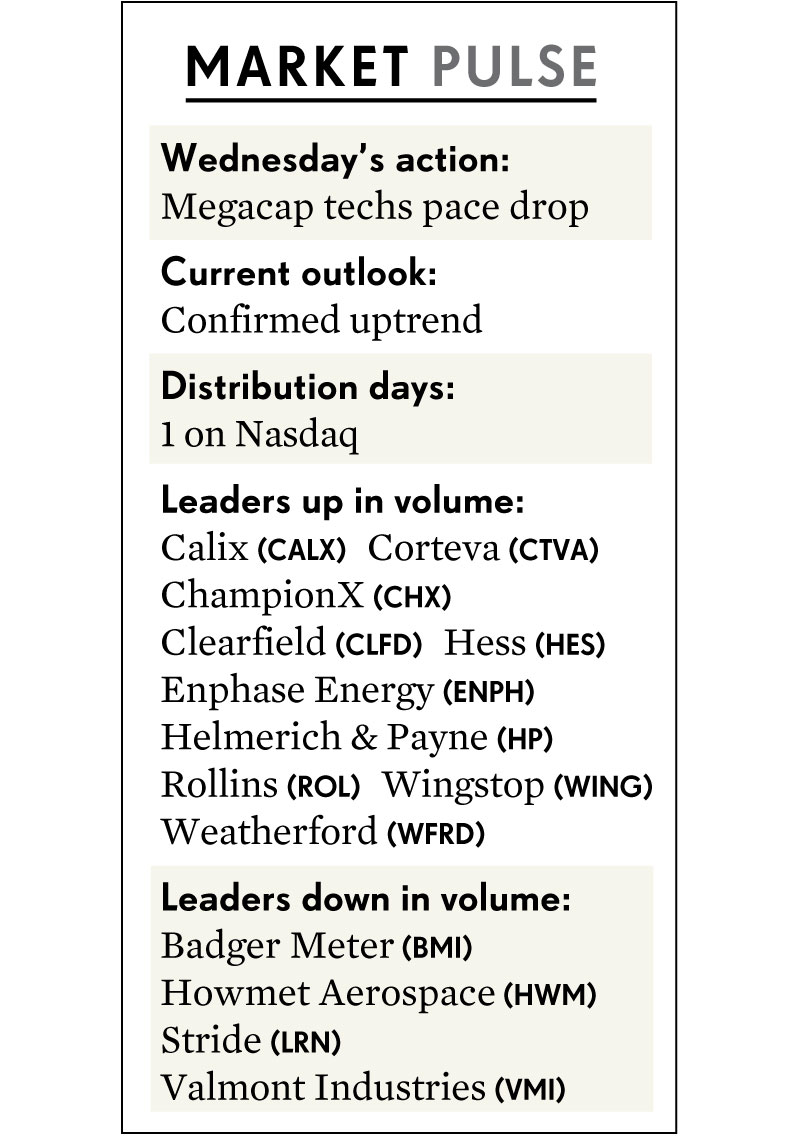 MARKET PULSE
Wednesday’s action:
Megacap techs pace drop
Current outlook:
Confirmed uptrend
Distribution days:
1 on Nasdaq
Leaders up in volume:
Calix (CALX) Corteva (CTVA)
ChampionX (CHX)
Clearfield (CLFD) Hess (HES)
Enphase Energy (ENPH)
Helmerich & Payne (HP)
Rollins (ROL) Wingstop (WING)
Weatherford (WFRD)
Leaders down in volume:
Badger Meter (BMI)
Howmet Aerospace (HWM)
Stride (LRN)
Valmont Industries (VMI)